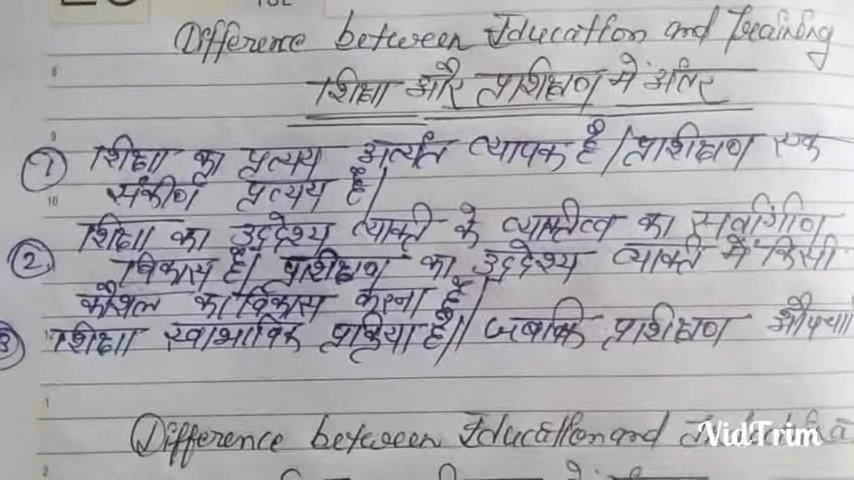 Difference between Education and Training
शिक्षा और प्रशिक्षण में अंतर
1 शिक्षा का प्रत्यय अत्यंत व्यापक है। प्रशिक्षण एक
संकीर्ण प्रत्यय है।
शिक्षा का उद्देश्य व्यक्ति के व्यक्तित्व का सर्वांगीण
2 विकास है। प्रशिक्षण का उद्देश्य व्यक्ति में किसी
कौशल का विकास करना है।
3 शिक्षा स्वाभाविक प्रक्रिया है। जबकि प्रशिक्षण
Difference between Education and
VidTrim